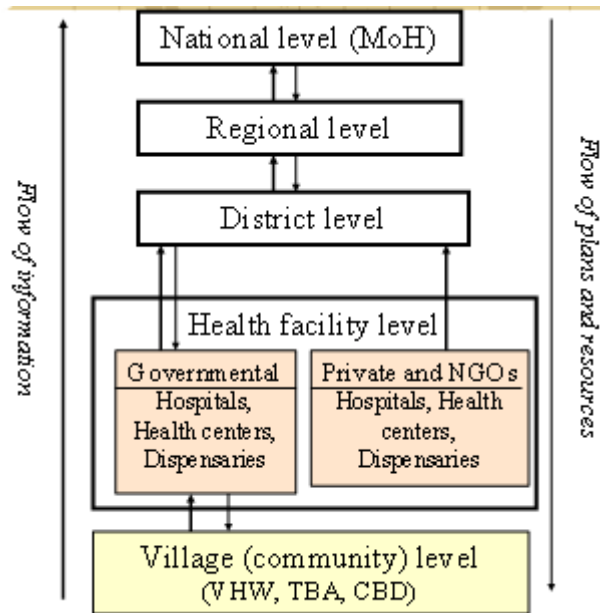 National level (MoH)
Regional level
District level
Health facility level
Governmental
Hospitals,
Health centers,
Dispensaries
Private and NGOs
Hospitals, Health
centers,
Dispensaries
Village (community) level
(VHW, TBA, CBD)
Flow of information
Flow of plans and resources